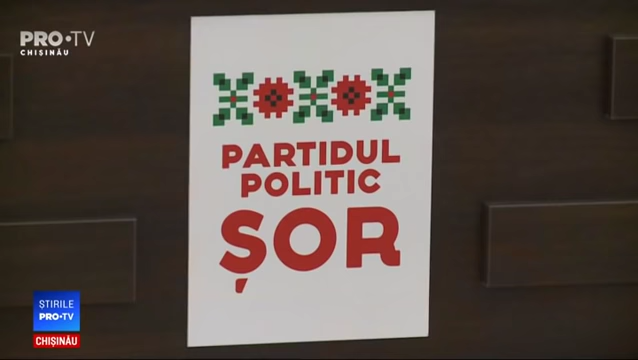 PRO•TV
CHIȘINĂU
PARTIDUL
POLITIC
ȘOR
ȘTIRILE
PRO•TV
CHIȘINĂU